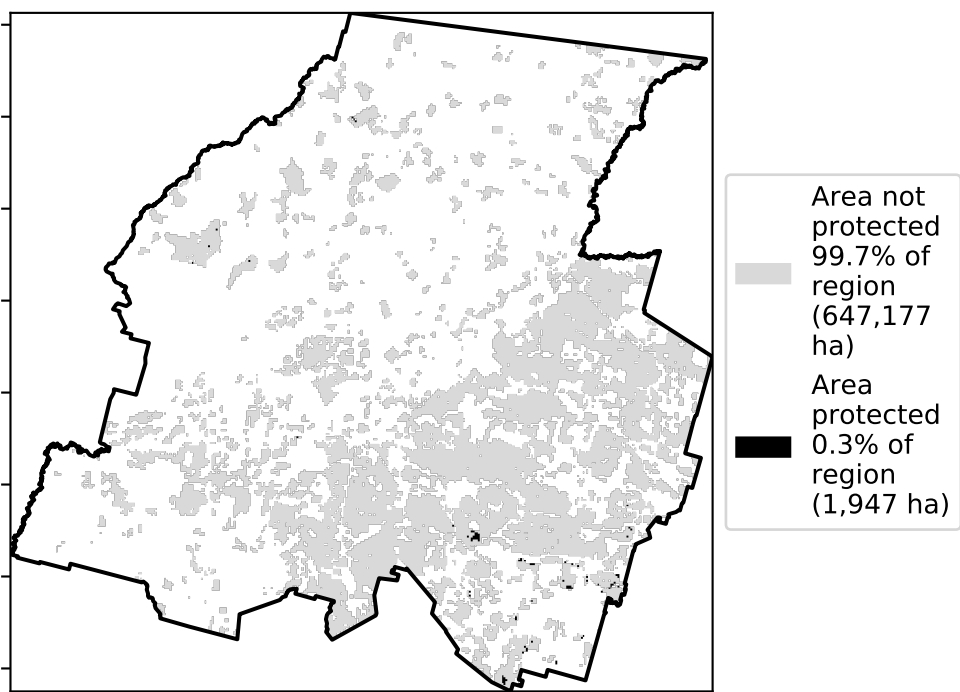 Area not
protected
99.7% of
region
(647,177
ha)
Area
protected
0.3% of
region
(1,947 ha)